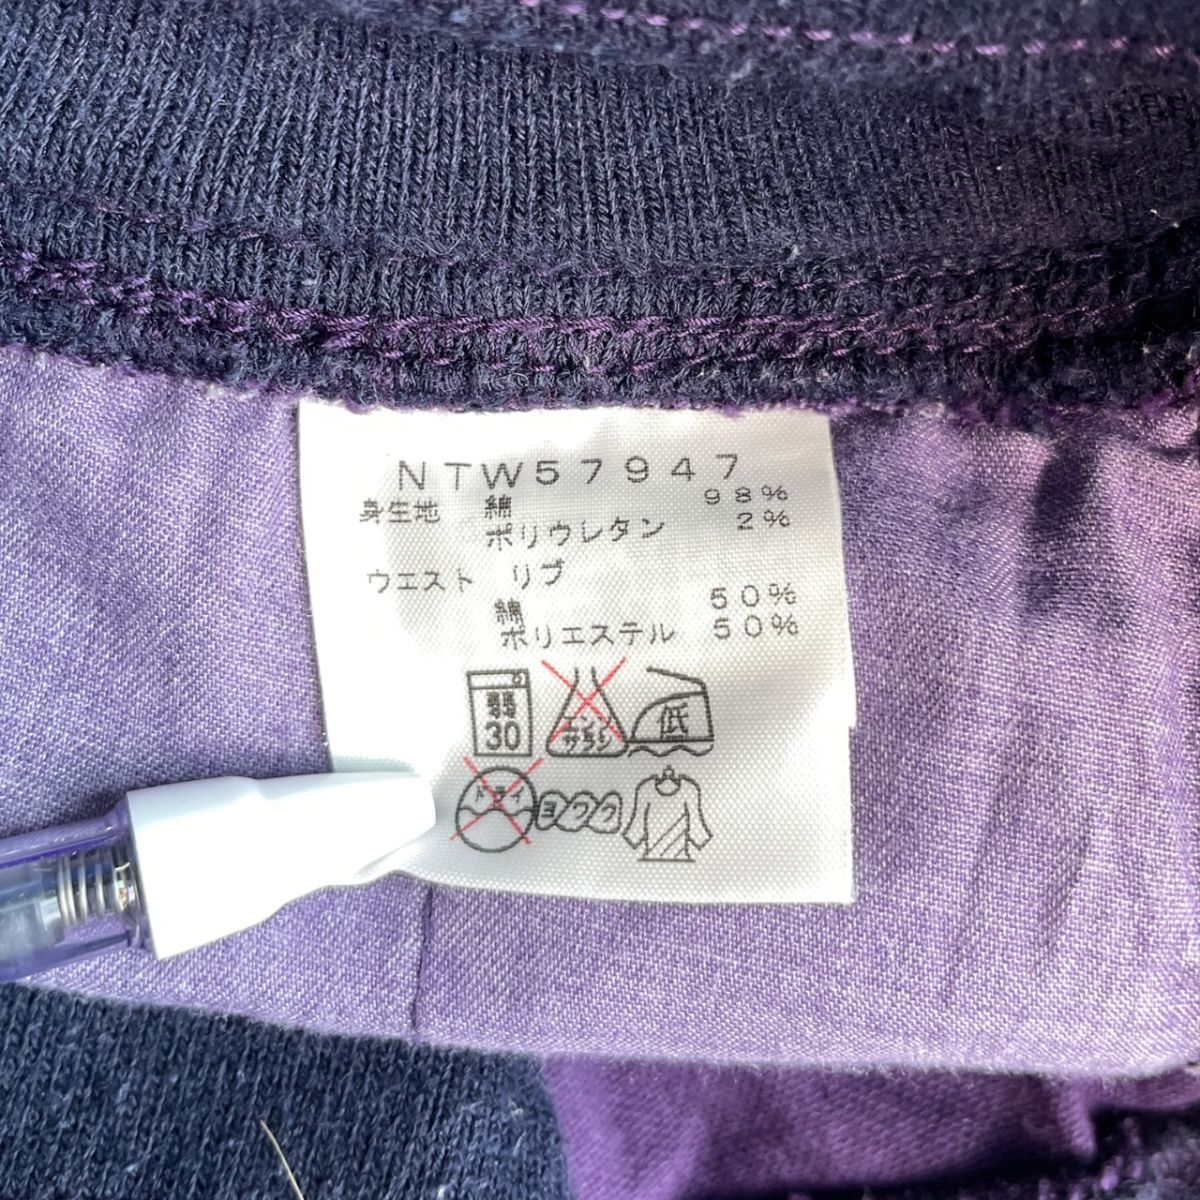 NTW57947
身生地 綿 98%
ポリウレタン 2%
ウエスト リブ
綿 50%
ポリエステル 50%
弱 30 エンソサラシ 低
ドライ ヨワク